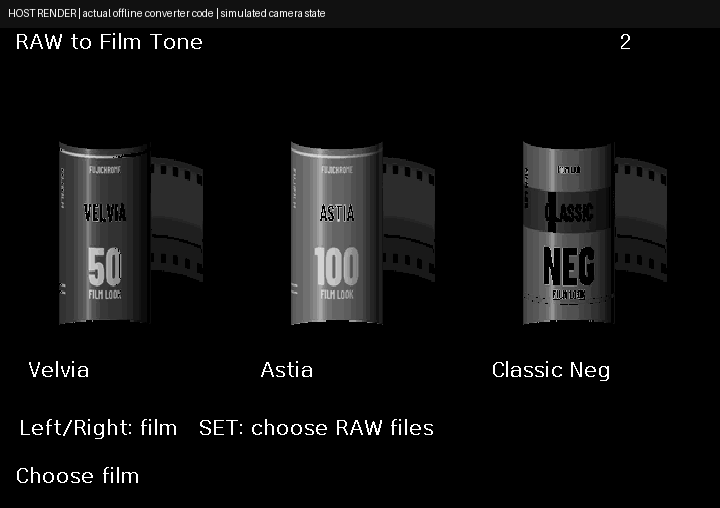 HOST RENDER | actual offline converter code | simulated camera state
RAW to Film Tone 2
FUJICHROME
VELVIA
50
FILM LOOK
FUJICHROME
ASTIA
100
FILM LOOK
CLASSIC
NEG
Velvia Astia Classic Neg
Left/Right: film SET: choose RAW files
Choose film